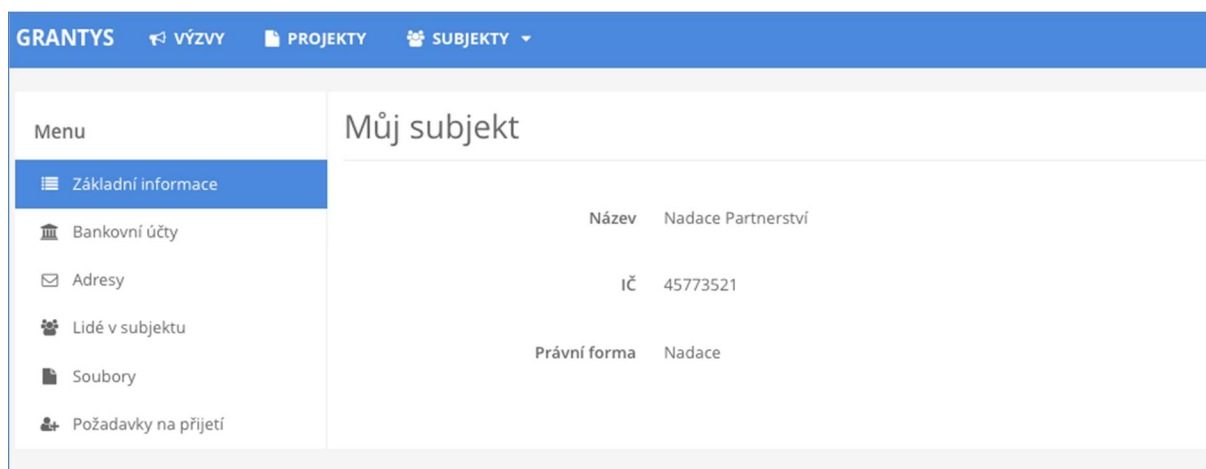 GRANTYS VÝZVY PROJEKTY SUBJEKTY
Menu
Základní informace
Bankovní účty
Adresy
Lidé v subjektu
Soubory
Požadavky na přijetí
Můj subjekt
Název Nadace Partnerství
IČ 45773521
Právní forma Nadace